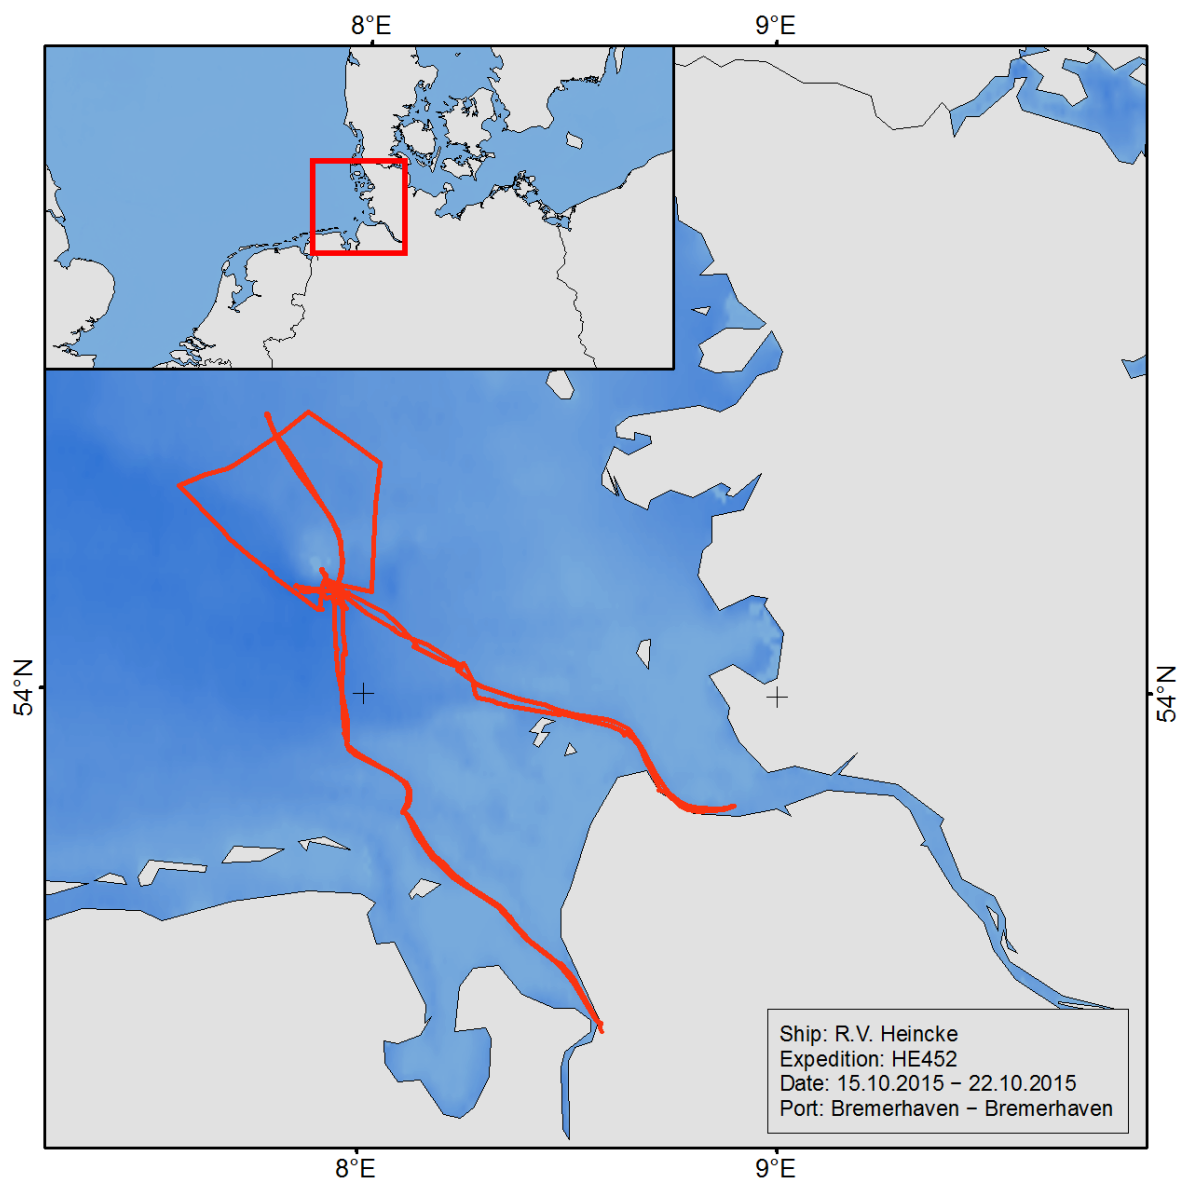 8°E
9°E
54°N
54°N
Ship: R.V. Heincke
Expedition: HE452
Date: 15.10.2015 – 22.10.2015
Port: Bremerhaven – Bremerhaven
8°E
9°E